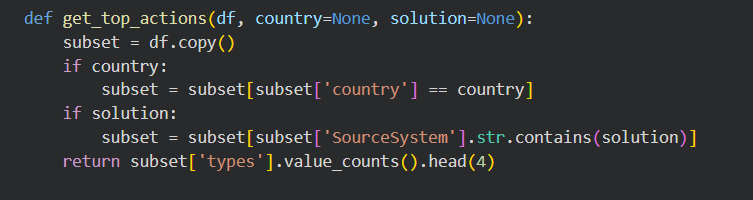 def get_top_actions(df, country=None, solution=None):
    subset = df.copy()
    if country:
        subset = subset[subset['country'] == country]
    if solution:
        subset = subset[subset['SourceSystem'].str.contains(solution)]
    return subset['types'].value_counts().head(4)